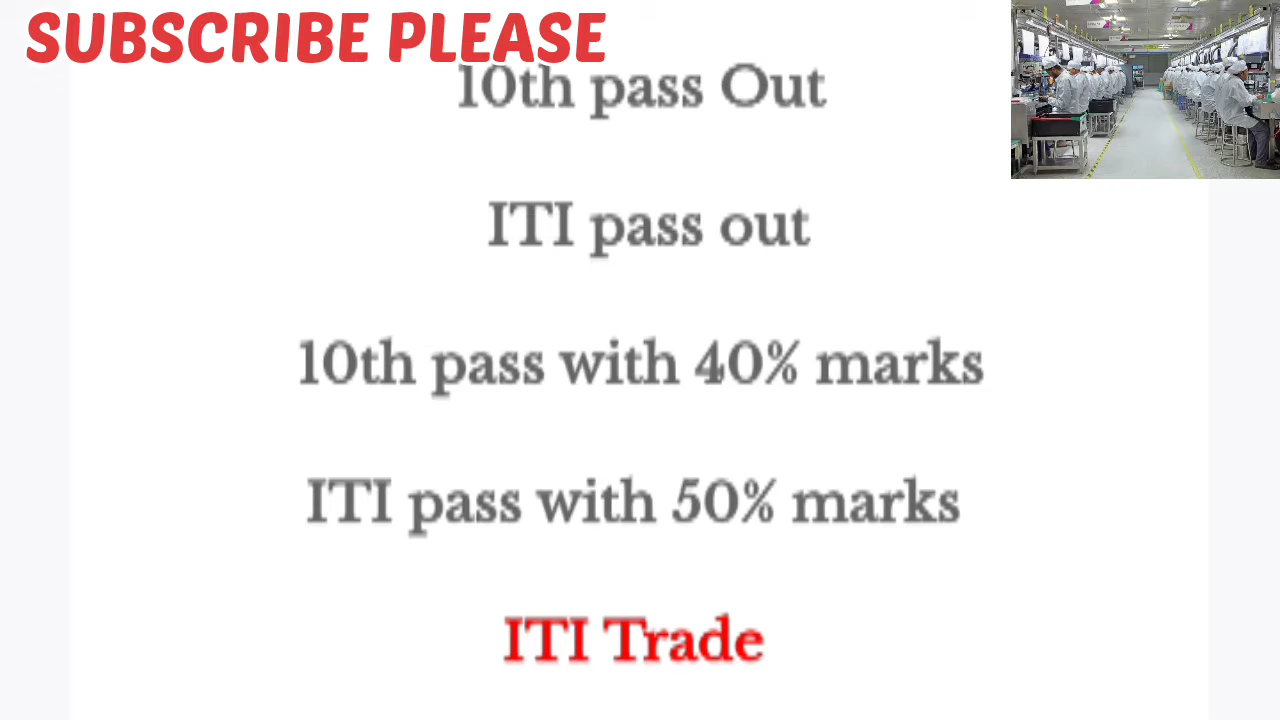 SUBSCRIBE PLEASE
10th pass Out
ITI pass out
10th pass with 40% marks
ITI pass with 50% marks
ITI Trade